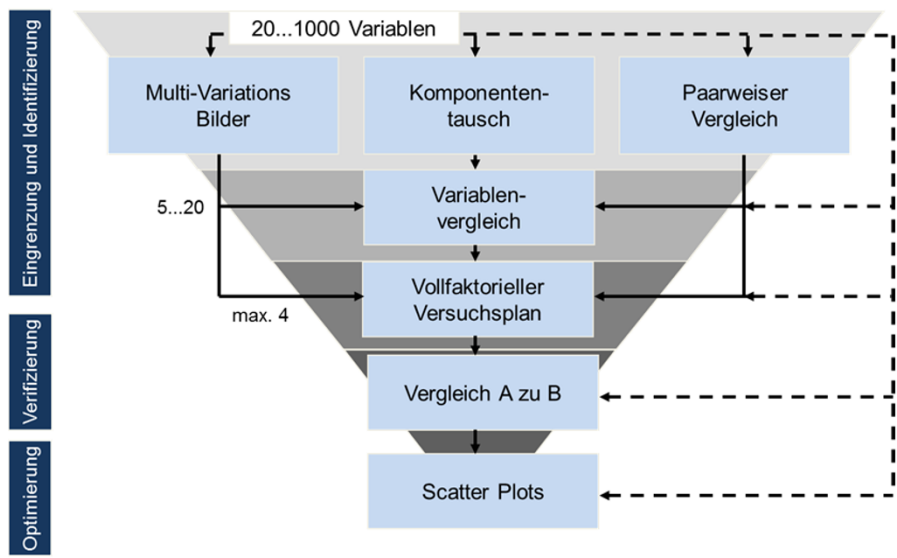 Eingrenzung und Identifizierung
20...1000 Variablen
Multi-Variations
Bilder
Komponenten-
tausch
Paarweiser
Vergleich
5...20
Variablen-
vergleich
max. 4
Vollfaktorieller
Versuchsplan
Verifizierung
Vergleich A zu B
Optimierung
Scatter Plots